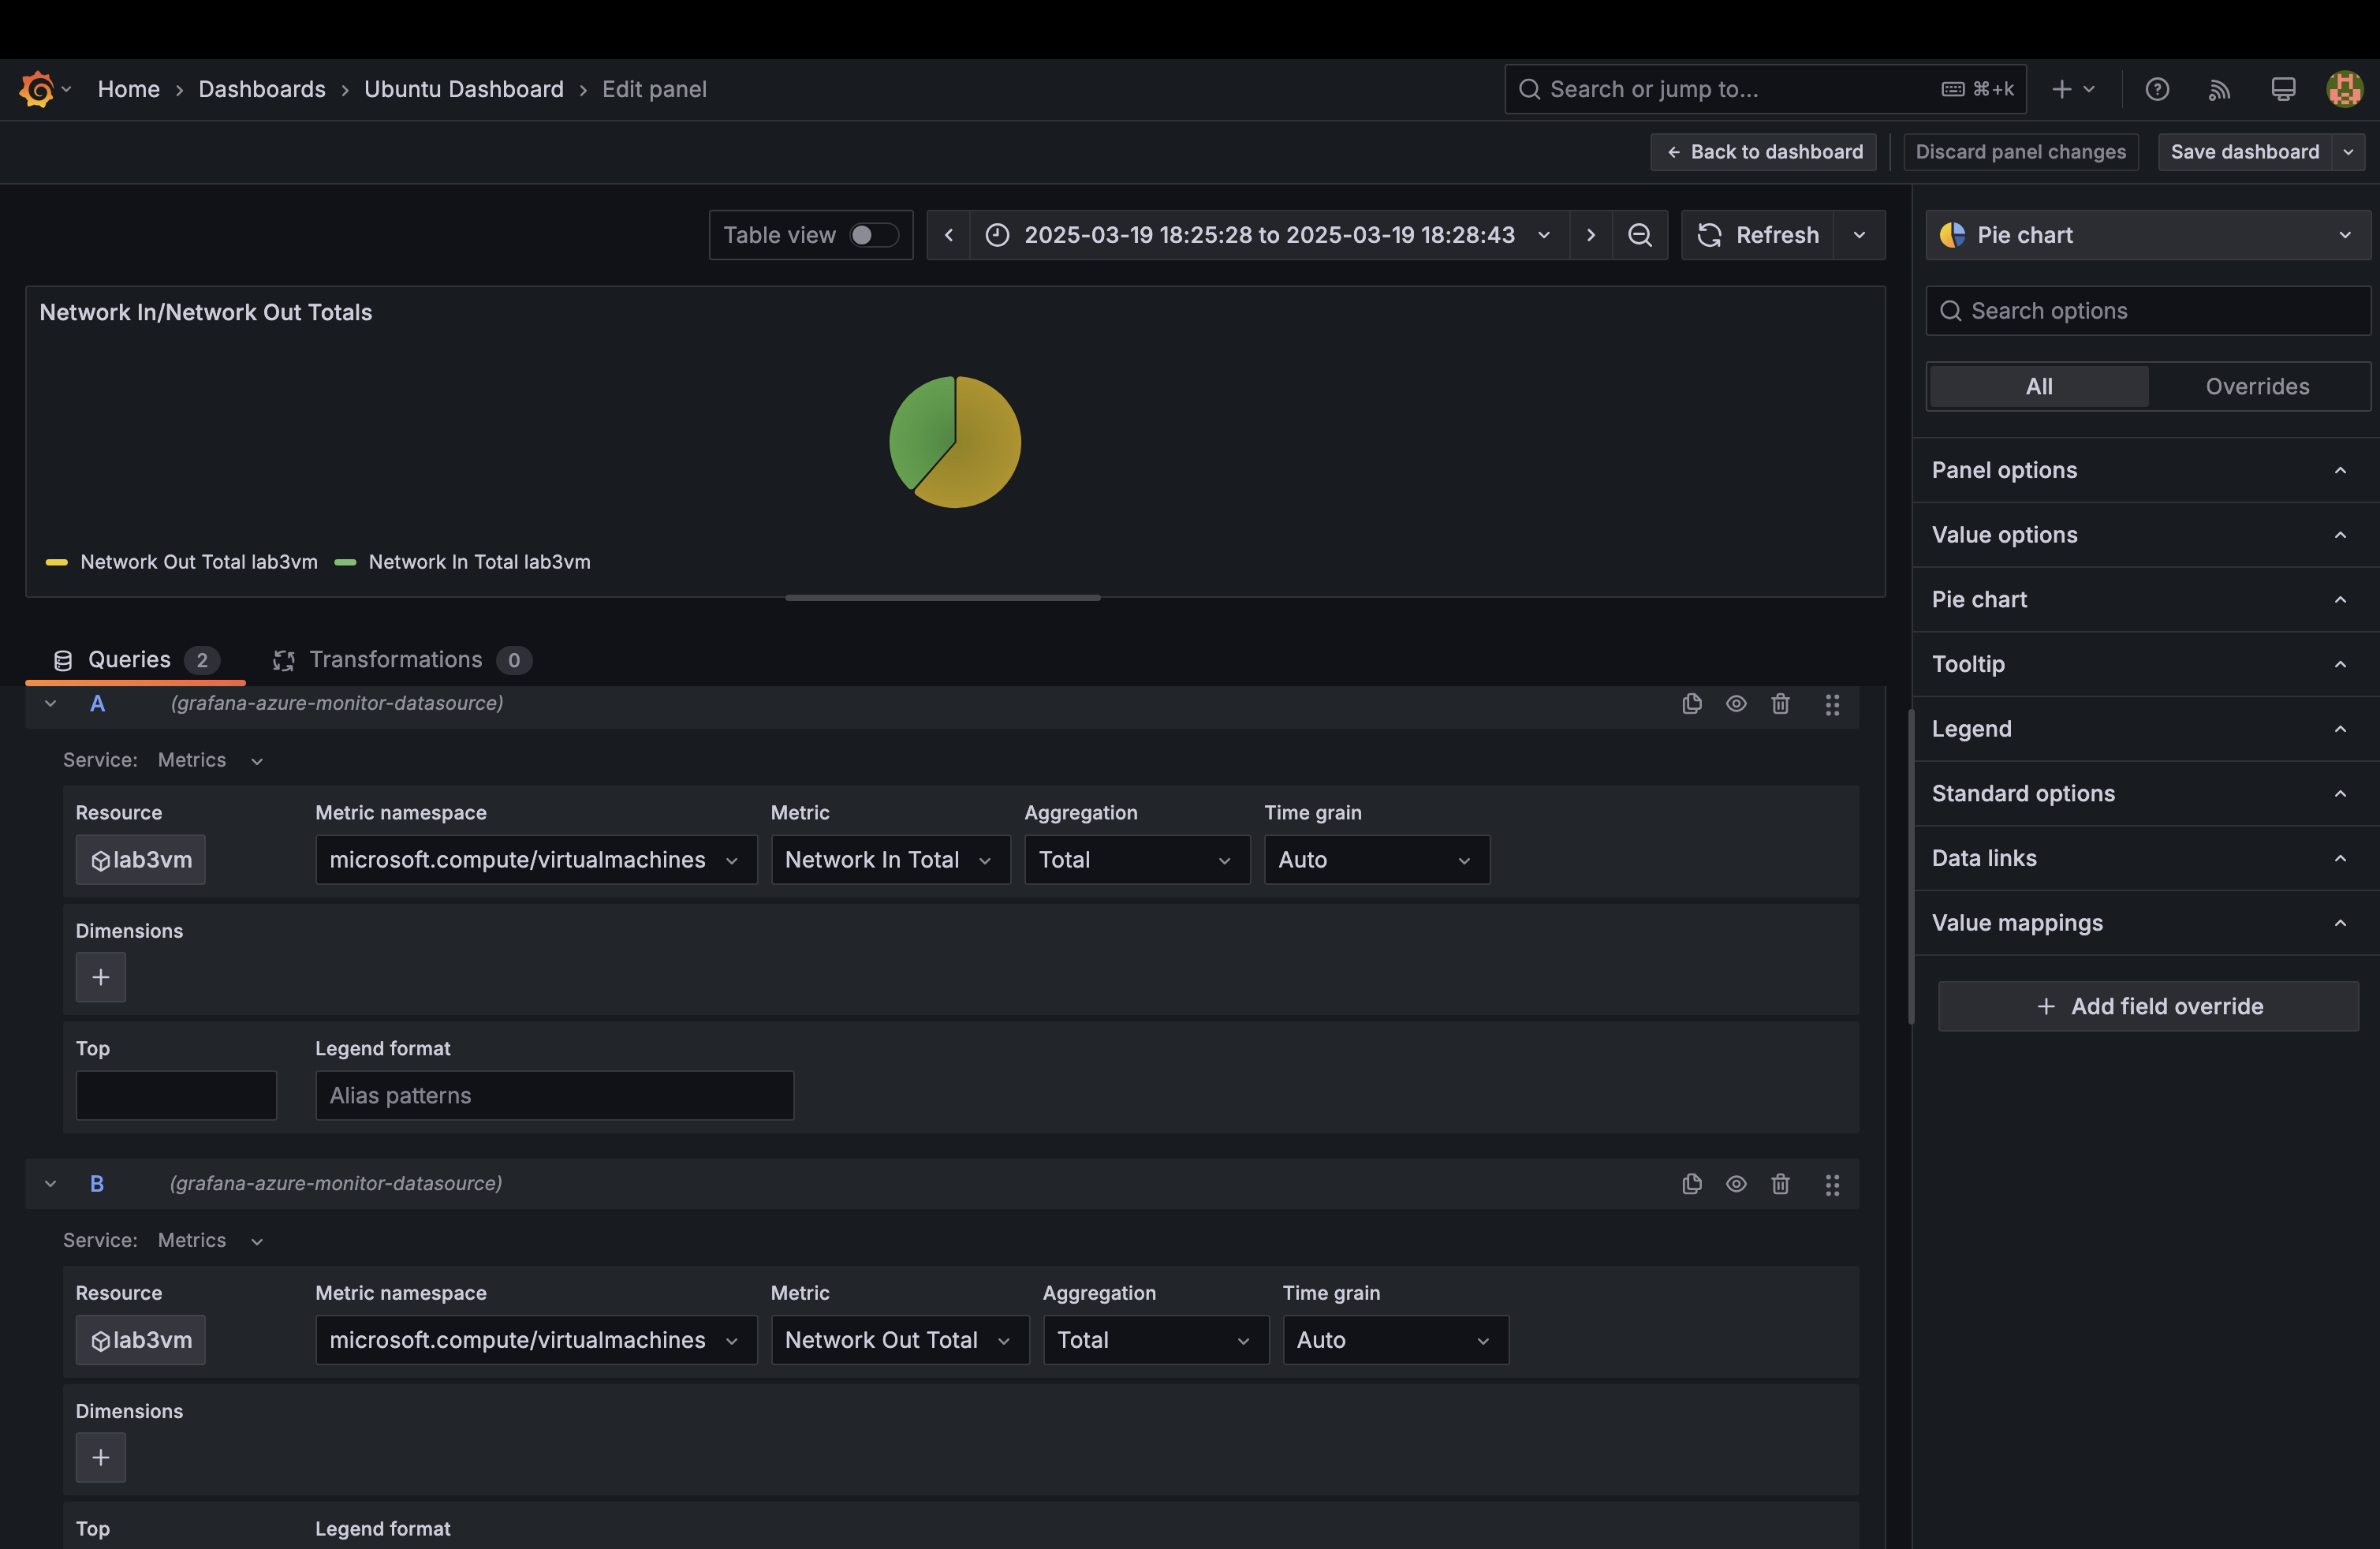 Home > Dashboards > Ubuntu Dashboard > Edit panel
Search or jump to... ⌘+k
Back to dashboard Discard panel changes Save dashboard
Table view 2025-03-19 18:25:28 to 2025-03-19 18:28:43 Refresh
Pie chart
Network In/Network Out Totals
Search options
All Overrides
Network Out Total lab3vm Network In Total lab3vm
Queries 2 Transformations 0
A (grafana-azure-monitor-datasource)
Service: Metrics
Resource Metric namespace Metric Aggregation Time grain
lab3vm microsoft.compute/virtualmachines Network In Total Total Auto
Dimensions
+
Top Legend format
Alias patterns
B (grafana-azure-monitor-datasource)
Service: Metrics
Resource Metric namespace Metric Aggregation Time grain
lab3vm microsoft.compute/virtualmachines Network Out Total Total Auto
Dimensions
+
Top Legend format
Panel options
Value options
Pie chart
Tooltip
Legend
Standard options
Data links
Value mappings
+ Add field override